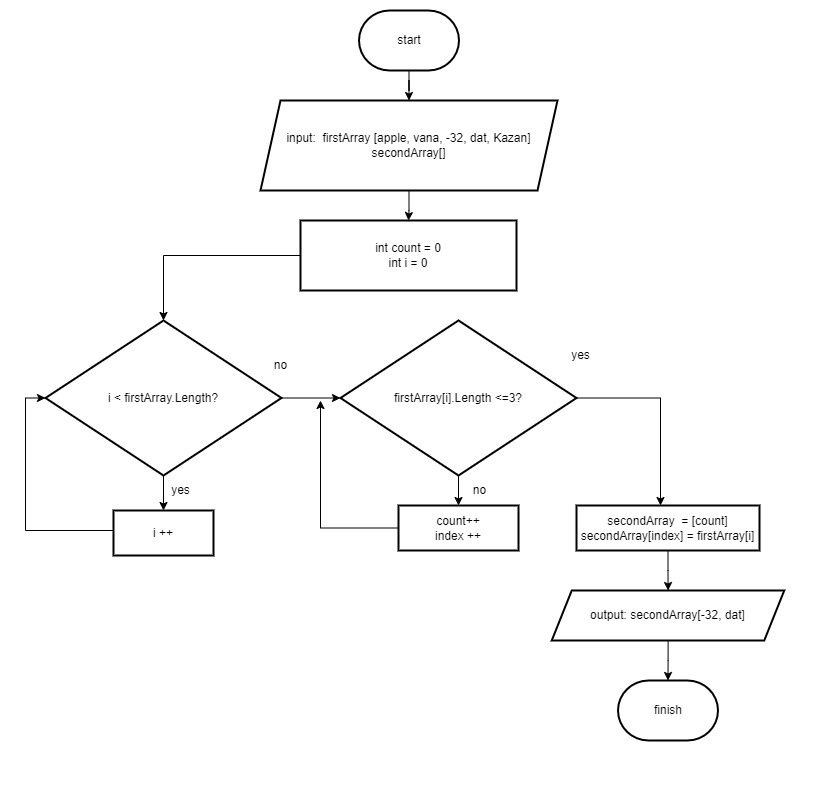 start
input:  firstArray [apple, vana, -32, dat, Kazan]
secondArray[]
int count = 0
int i = 0
i < firstArray.Length?
no
firstArray[i].Length <=3?
yes
yes
i ++
no
count++
index ++
secondArray  = [count]
secondArray[index] = firstArray[i]
output: secondArray[-32, dat]
finish